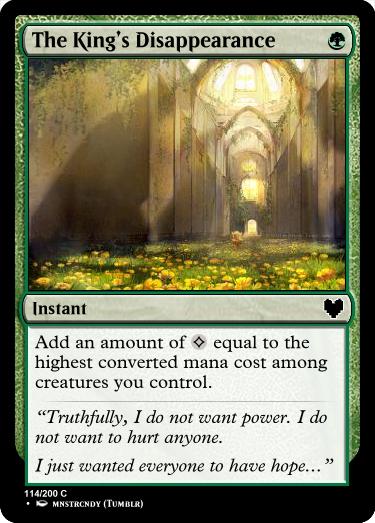 The King's Disappearance
Instant
Add an amount of equal to the
highest converted mana cost among
creatures you control.
“Truthfully, I do not want power. I do
not want to hurt anyone.
I just wanted everyone to have hope…”
114/200 C
• MNSTRCNDY (TUMBLR)